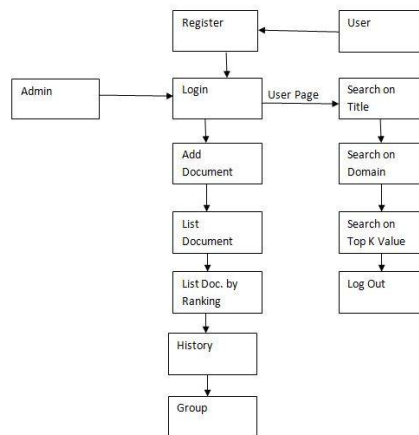 Register
User
Admin
Login
User Page
Search on
Title
Add
Document
Search on
Domain
List
Document
Search on
Top K Value
List Doc. by
Ranking
Log Out
History
Group